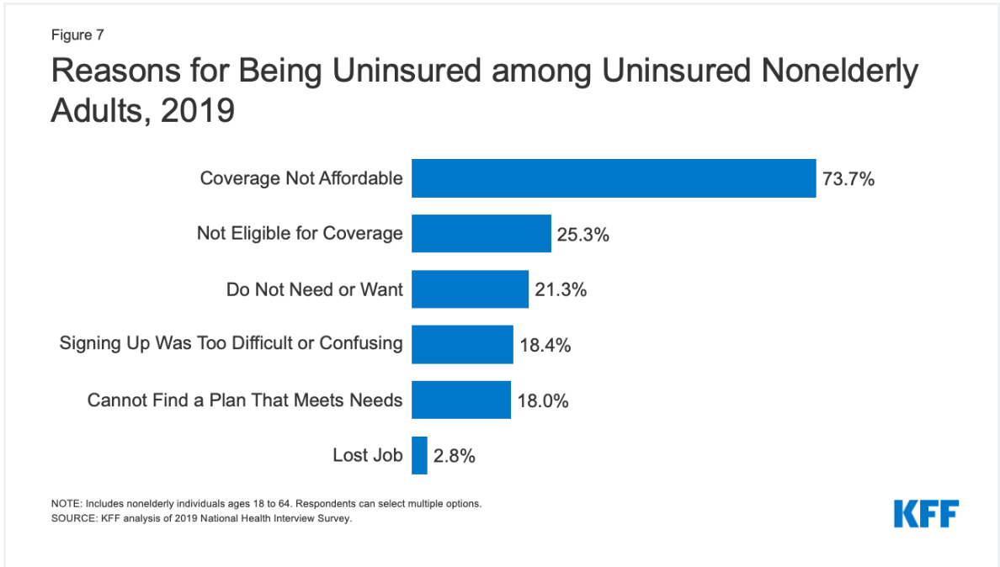 Figure 7
Reasons for Being Uninsured among Uninsured Nonelderly
Adults, 2019
Coverage Not Affordable 73.7%
Not Eligible for Coverage 25.3%
Do Not Need or Want 21.3%
Signing Up Was Too Difficult or Confusing 18.4%
Cannot Find a Plan That Meets Needs 18.0%
Lost Job 2.8%
NOTE: Includes nonelderly individuals ages 18 to 64. Respondents can select multiple options.
SOURCE: KFF analysis of 2019 National Health Interview Survey.
KFF